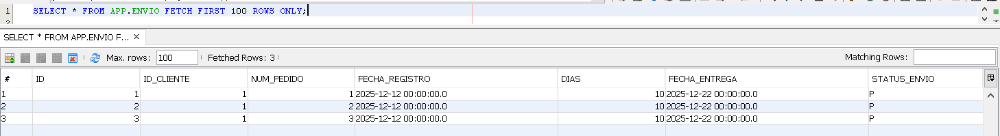 1 SELECT * FROM APP.ENVIO FETCH FIRST 100 ROWS ONLY;
2
SELECT * FROM APP.ENVIO F... ×
Max. rows: 100 Fetched Rows: 3 Matching Rows:
# ID ID_CLIENTE NUM_PEDIDO FECHA_REGISTRO DIAS FECHA_ENTREGA STATUS_ENVIO
1 1 1 1 2025-12-12 00:00:00.0 10 2025-12-22 00:00:00.0 P
2 2 1 2 2025-12-12 00:00:00.0 10 2025-12-22 00:00:00.0 P
3 3 1 3 2025-12-12 00:00:00.0 10 2025-12-22 00:00:00.0 P